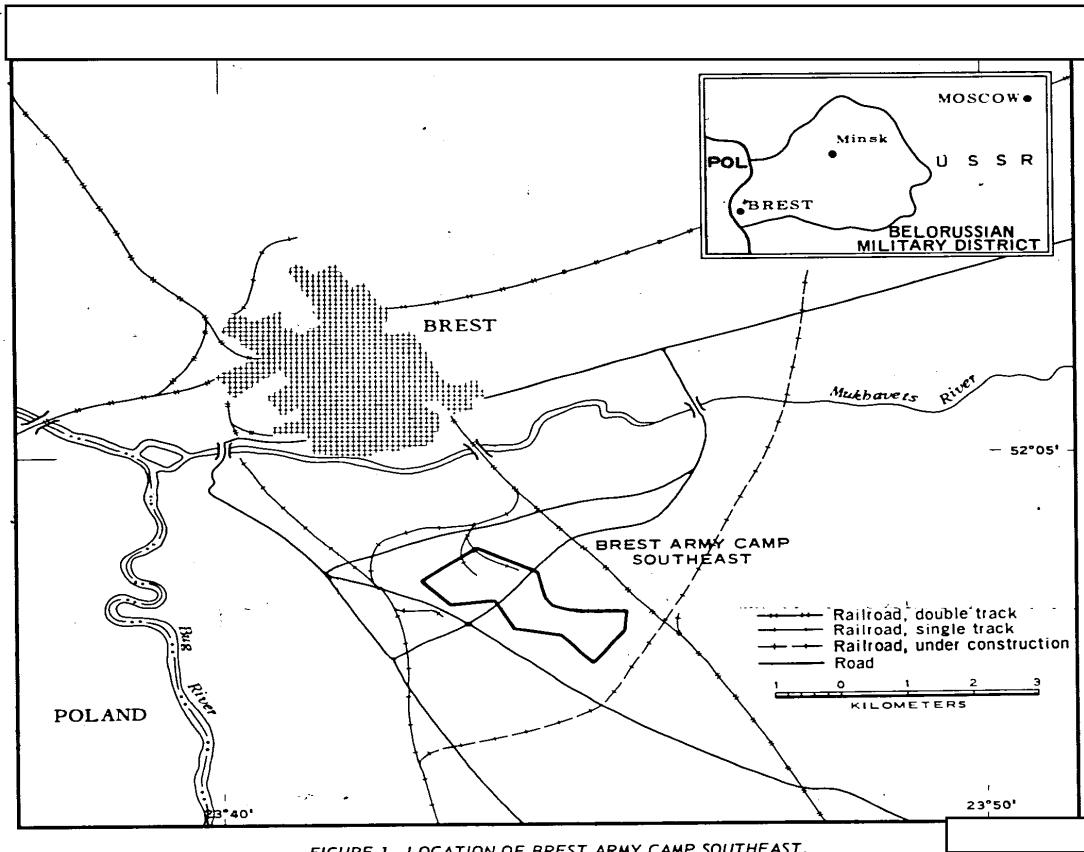 MOSCOW
Minsk
POL
U S S R
BREST
BELORUSSIAN
MILITARY DISTRICT
BREST
Mukhavets River
52°05'
BREST ARMY CAMP
SOUTHEAST
Railroad, double track
Railroad, single track
Railroad, under construction
Road
1 0 1 2 3
KILOMETERS
Bug River
POLAND
23°40'
23°50'
FIGURE 1. LOCATION OF BREST ARMY CAMP SOUTHEAST.